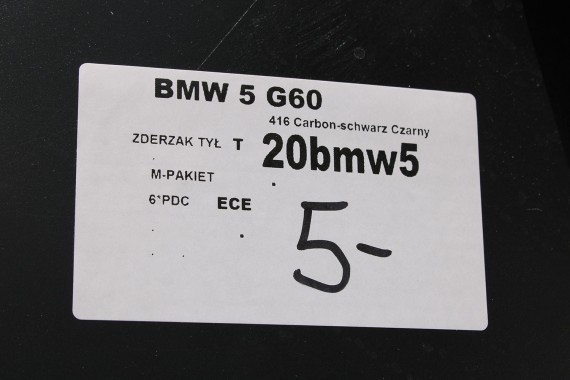 BMW 5 G60
416 Carbon-schwarz Czarny
ZDERZAK TYŁ T 20bmw5
M-PAKIET
6*PDC ECE
5-